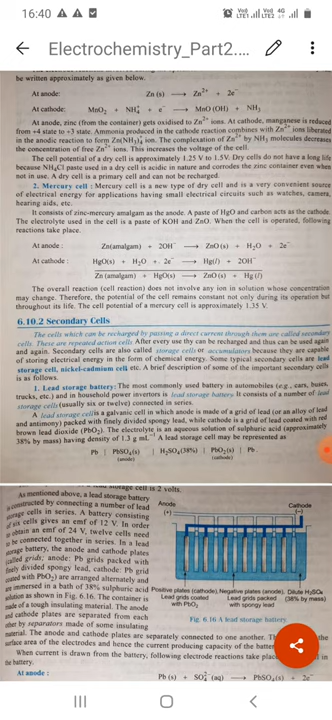 16:40
Vo) LTE1 Vo) 4G LTE2
Electrochemistry_Part2....
be written approximately as given below.
At anode: Zn (s) ⟶ Zn²⁺ + 2e⁻
At cathode: MnO₂ + NH₄⁺ + e⁻ ⟶ MnO (OH) + NH₃
At anode, zinc (from the container) gets oxidised to Zn²⁺ ions. At cathode, manganese is reduced
from +4 state to +3 state. Ammonia produced in the cathode reaction combines with Zn²⁺ ions liberated
in the anodic reaction to form Zn(NH₃)₄²⁺ ion. The complexation of Zn²⁺ by NH₃ molecules decreases
the concentration of free Zn²⁺ ions. This increases the voltage of the cell.
The cell potential of a dry cell is approximately 1.25 V to 1.5V. Dry cells do not have a long life
because NH₄Cl paste used in a dry cell is acidic in nature and corrodes the zinc container even when
not in use. A dry cell is a primary cell and can not be recharged.
2. Mercury cell : Mercury cell is a new type of dry cell and is a very convenient source
of electrical energy for applications having small electrical circuits such as watches, camera,
hearing aids, etc.
It consists of zinc-mercury amalgam as the anode. A paste of HgO and carbon acts as the cathode.
The electrolyte used in the cell is a paste of KOH and ZnO. When the cell is operated, following
reactions take place.
At anode : Zn(amalgam) + 2OH⁻ ⟶ ZnO (s) + H₂O + 2e⁻
At cathode : HgO(s) + H₂O + 2e⁻ ⟶ Hg(l) + 2OH⁻
Zn (amalgam) + HgO(s) ⟶ ZnO (s) + Hg (l)
The overall reaction (cell reaction) does not involve any ion in solution whose concentration
may change. Therefore, the potential of the cell remains constant not only during its operation but
throughout its life. The cell potential of a mercury cell is approximately 1.35 V.
6.10.2 Secondary Cells
The cells which can be recharged by passing a direct current through them are called secondary
cells. These are repeated action cells After every use thy can be recharged and thus can be used again
and again. Secondary cells are also called storage cells or accumulators because they are capable
of storing electrical energy in the form of chemical energy. Some typical secondary cells are lead
storage cell, nickel-cadmium cell, etc. A brief description of some of the important secondary cells
is as follows.
1. Lead storage battery: The most commonly used battery in automobiles (e.g., cars, buses,
trucks, etc.) and in household power invertors is lead storage battery. It consists of a number of lead
storage cells (usually six or twelve) connected in series.
A lead storage cell is a galvanic cell in which anode is made of a grid of lead (or an alloy of lead
and antimony) packed with finely divided spongy lead, while cathode is a grid of lead coated with red
brown lead dioxide (PbO₂). The electrolyte is an aqueous solution of sulphuric acid (approximately
38% by mass) having density of 1.3 g mL⁻¹ A lead storage cell may be represented as
Pb | PbSO₄(s) | H₂SO₄(38%) | PbO₂(s) | Pb.
(anode) (cathode)
storage cell is 2 volts.
As mentioned above, a lead storage battery
constructed by connecting a number of lead
storage cells in series. A battery consisting
of six cells gives an emf of 12 V. In order
to obtain an emf of 24 V, twelve cells need
to be connected together in series. In a lead
storage battery, the anode and cathode plates
called grids: anode: Pb grids packed with
finely divided spongy lead, cathode: Pb grid
coated with PbO₂) are arranged alternately and
are immersed in a bath of 38% sulphuric acid
solution as shown in Fig. 6.16. The container is
made of a tough insulating material. The anode
and cathode plates are separated from each
other by separators made of some insulating
material. The anode and cathode plates are separately connected to one another. the
surface area of the electrodes and hence the current producing capacity of the
When current is drawn from the battery, following electrode reactions take place in
the battery.
Anode (+)
Cathode (–)
Positive plates (cathode) Lead grids coated with PbO₂
Negative plates (anode) Lead grids packed with spongy lead
Dilute H₂SO₄ (38% by mass)
Fig. 6.16 A lead storage battery
At anode : Pb (s) + SO₄²⁻ (aq) ⟶ PbSO₄(s) + 2e⁻